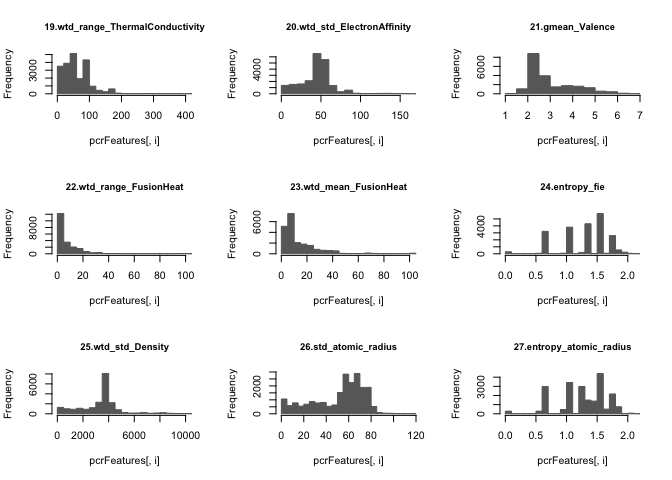 19.wtd_range_ThermalConductivity
Frequency
0 3000
0 100 200 300 400
pcrFeatures[, i]
20.wtd_std_ElectronAffinity
Frequency
0 4000
0 50 100 150
pcrFeatures[, i]
21.gmean_Valence
Frequency
0 6000
1 2 3 4 5 6 7
pcrFeatures[, i]
22.wtd_range_FusionHeat
Frequency
0 8000
0 20 40 60 80 100
pcrFeatures[, i]
23.wtd_mean_FusionHeat
Frequency
0 6000
0 20 40 60 80 100
pcrFeatures[, i]
24.entropy_fie
Frequency
0 4000
0.0 0.5 1.0 1.5 2.0
pcrFeatures[, i]
25.wtd_std_Density
Frequency
0 6000
0 2000 6000 10000
pcrFeatures[, i]
26.std_atomic_radius
Frequency
0 2000
0 20 40 60 80 120
pcrFeatures[, i]
27.entropy_atomic_radius
Frequency
0 3000
0.0 0.5 1.0 1.5 2.0
pcrFeatures[, i]